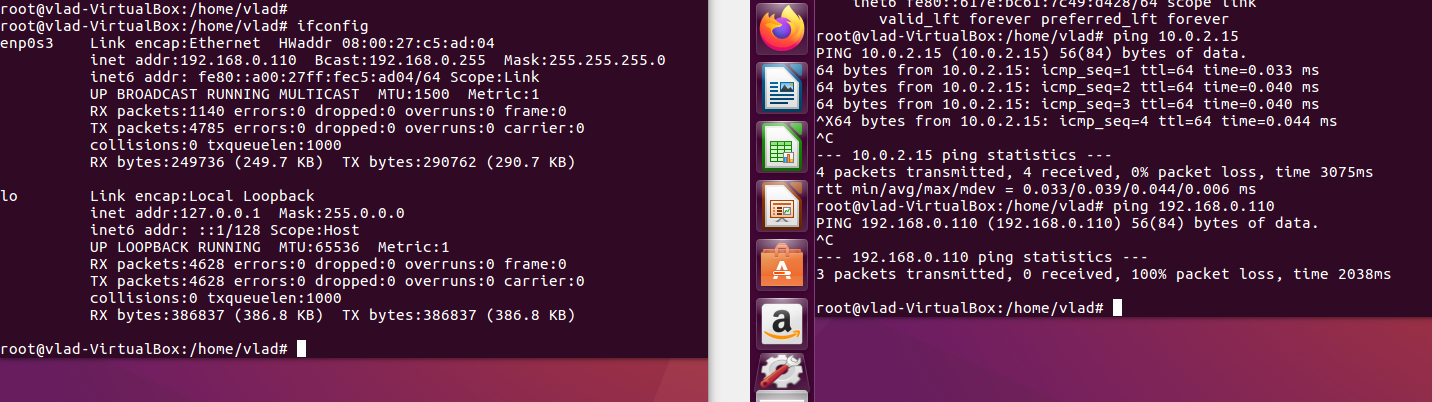 root@vlad-VirtualBox:/home/vlad#
root@vlad-VirtualBox:/home/vlad# ifconfig
enp0s3    Link encap:Ethernet  HWaddr 08:00:27:c5:ad:04
          inet addr:192.168.0.110  Bcast:192.168.0.255  Mask:255.255.255.0
          inet6 addr: fe80::a00:27ff:fec5:ad04/64 Scope:Link
          UP BROADCAST RUNNING MULTICAST  MTU:1500  Metric:1
          RX packets:1140 errors:0 dropped:0 overruns:0 frame:0
          TX packets:4785 errors:0 dropped:0 overruns:0 carrier:0
          collisions:0 txqueuelen:1000
          RX bytes:249736 (249.7 KB)  TX bytes:290762 (290.7 KB)
lo        Link encap:Local Loopback
          inet addr:127.0.0.1  Mask:255.0.0.0
          inet6 addr: ::1/128 Scope:Host
          UP LOOPBACK RUNNING  MTU:65536  Metric:1
          RX packets:4628 errors:0 dropped:0 overruns:0 frame:0
          TX packets:4628 errors:0 dropped:0 overruns:0 carrier:0
          collisions:0 txqueuelen:1000
          RX bytes:386837 (386.8 KB)  TX bytes:386837 (386.8 KB)
root@vlad-VirtualBox:/home/vlad#
inet6 fe80::617e:bc61:7c49:d428/64 scope link
valid_lft forever preferred_lft forever
root@vlad-VirtualBox:/home/vlad# ping 10.0.2.15
PING 10.0.2.15 (10.0.2.15) 56(84) bytes of data.
64 bytes from 10.0.2.15: icmp_seq=1 ttl=64 time=0.033 ms
64 bytes from 10.0.2.15: icmp_seq=2 ttl=64 time=0.040 ms
64 bytes from 10.0.2.15: icmp_seq=3 ttl=64 time=0.040 ms
^X64 bytes from 10.0.2.15: icmp_seq=4 ttl=64 time=0.044 ms
^C
--- 10.0.2.15 ping statistics ---
4 packets transmitted, 4 received, 0% packet loss, time 3075ms
rtt min/avg/max/mdev = 0.033/0.039/0.044/0.006 ms
root@vlad-VirtualBox:/home/vlad# ping 192.168.0.110
PING 192.168.0.110 (192.168.0.110) 56(84) bytes of data.
^C
--- 192.168.0.110 ping statistics ---
3 packets transmitted, 0 received, 100% packet loss, time 2038ms
root@vlad-VirtualBox:/home/vlad#